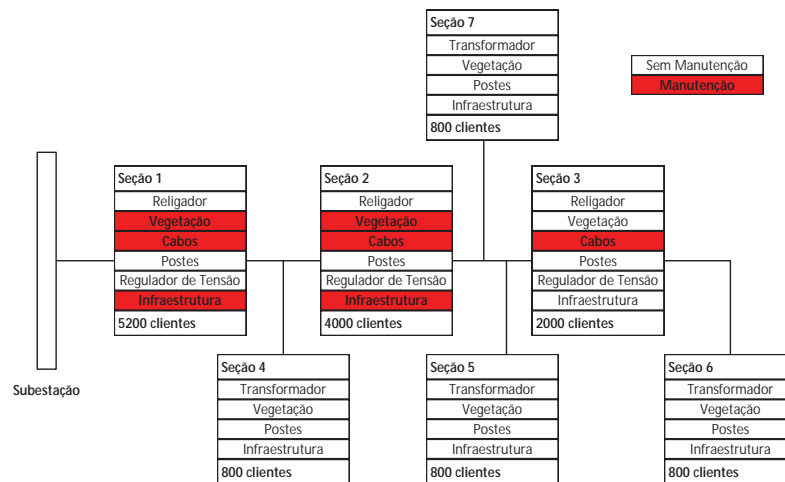 Seção 7
Transformador
Vegetação
Postes
Infraestrutura
800 clientes
Sem Manutenção
Manutenção
Subestação
Seção 1
Religador
Vegetação
Cabos
Postes
Regulador de Tensão
Infraestrutura
5200 clientes
Seção 2
Religador
Vegetação
Cabos
Postes
Regulador de Tensão
Infraestrutura
4000 clientes
Seção 3
Religador
Vegetação
Cabos
Postes
Regulador de Tensão
Infraestrutura
2000 clientes
Seção 4
Transformador
Vegetação
Postes
Infraestrutura
800 clientes
Seção 5
Transformador
Vegetação
Postes
Infraestrutura
800 clientes
Seção 6
Transformador
Vegetação
Postes
Infraestrutura
800 clientes